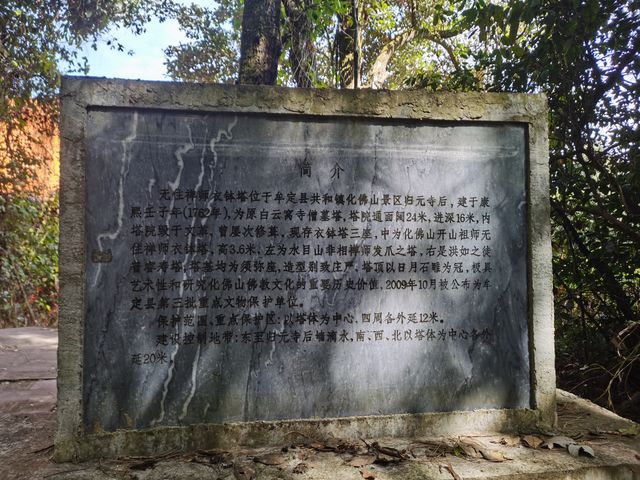 简介
无住禅师衣钵塔位于牟定县共和镇化佛山景区归元寺后，建于康
熙壬子年(1762年)，为原白云窝寺僧墓塔，塔院通面阔24米，进深16米，内
塔院毁于文革，曾屡次修葺，现存衣钵塔三座，中为化佛山开山祖师无
住禅师衣钵塔，高3.6米，左为水目山非相禅师发爪之塔，右是洪如之徒
普寿塔，塔基均为须弥座，造型别致庄严，塔顶以日月石雕为冠，极具
艺术性和研究化佛山佛教文化的重要历史价值，2009年10月被公布为牟
定县第三批重点文物保护单位。
保护范围、重点保护区：以塔体为中心，四周各外延12米。
建设控制地带：东至归元寺后墙滴水，南、西、北以塔体为中心各外
延20米。